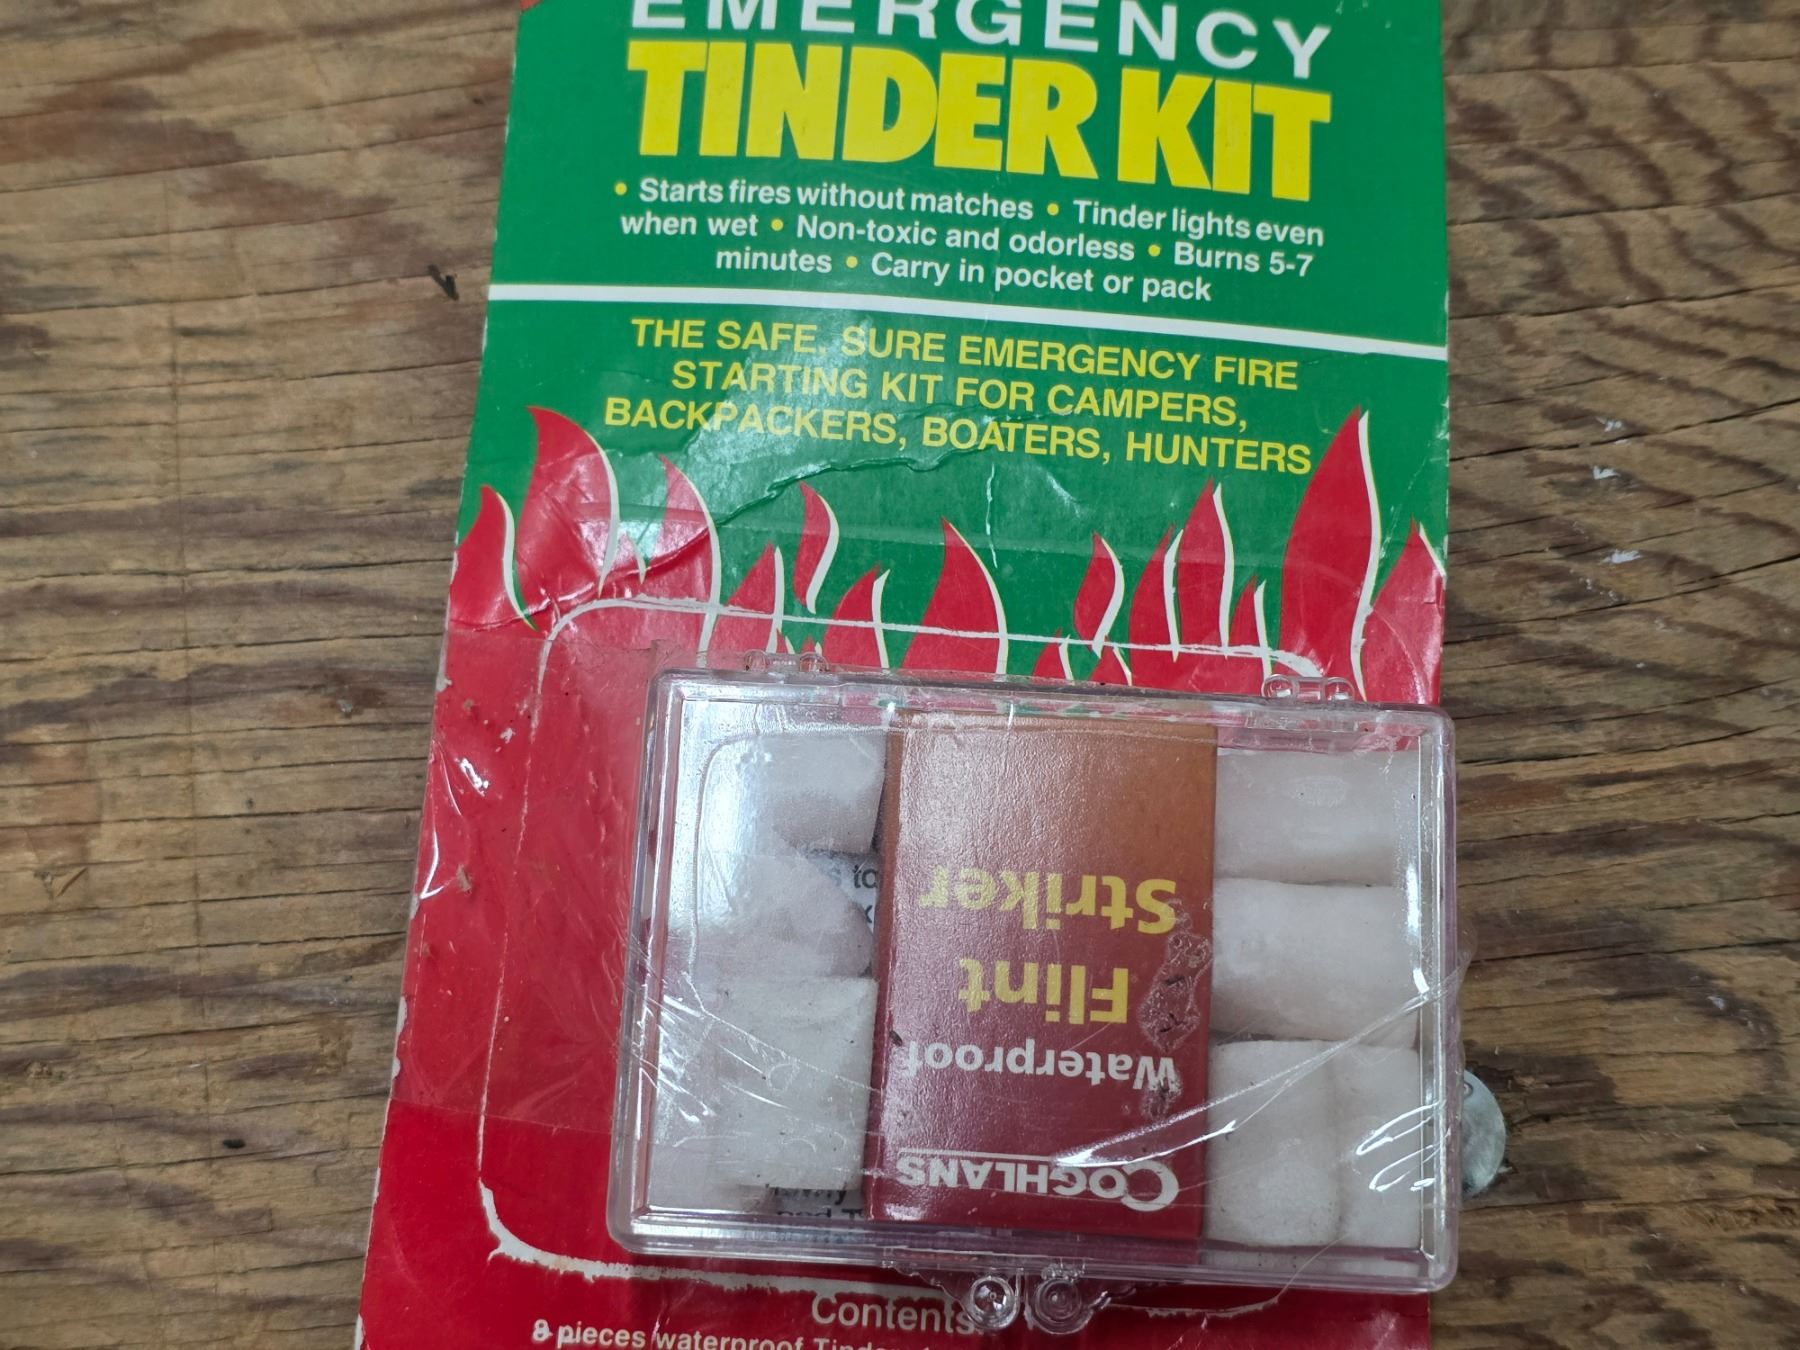 EMERGENCY
TINDER KIT
• Starts fires without matches • Tinder lights even
when wet • Non-toxic and odorless • Burns 5-7
minutes • Carry in pocket or pack
THE SAFE, SURE EMERGENCY FIRE
STARTING KIT FOR CAMPERS,
BACKPACKERS, BOATERS, HUNTERS
COGHLANS
Waterproof
Flint
Striker
Contents:
8 pieces waterproof Tinder